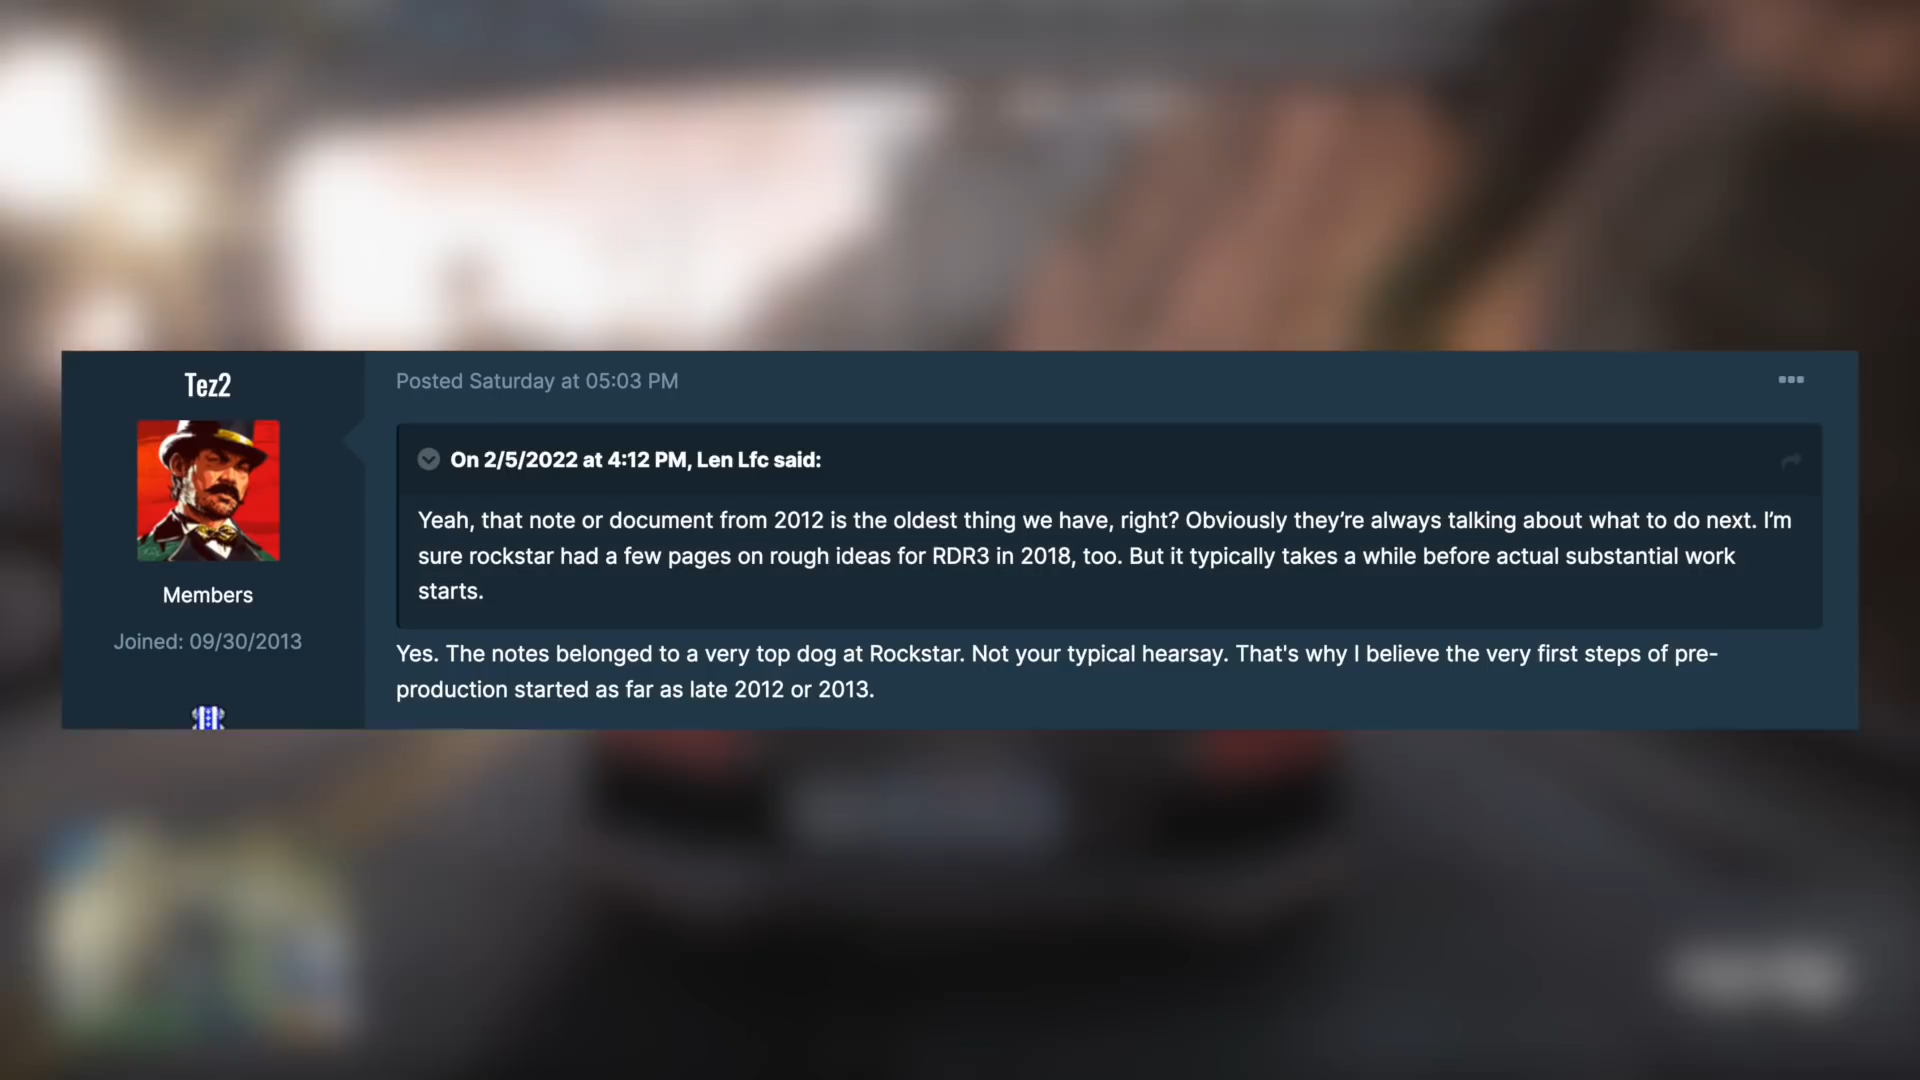 Tez2
Members
Joined: 09/30/2013
Posted Saturday at 05:03 PM
On 2/5/2022 at 4:12 PM, Len Lfc said:
Yeah, that note or document from 2012 is the oldest thing we have, right? Obviously they’re always talking about what to do next. I’m
sure rockstar had a few pages on rough ideas for RDR3 in 2018, too. But it typically takes a while before actual substantial work
starts.
Yes. The notes belonged to a very top dog at Rockstar. Not your typical hearsay. That's why I believe the very first steps of pre-
production started as far as late 2012 or 2013.